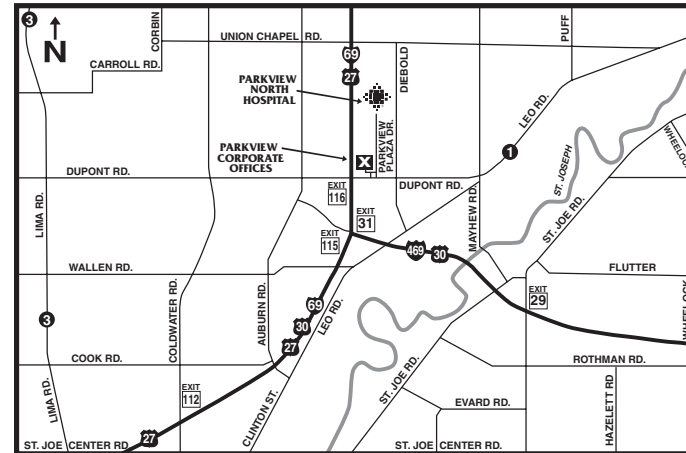 3
N
CORBIN
UNION CHAPEL RD.
PUFF
CARROLL RD.
69
27
DIEBOLD
PARKVIEW
NORTH
HOSPITAL
LEO RD.
PARKVIEW
PLAZA DR.
1
WHEELOCK
PARKVIEW
CORPORATE
OFFICES
X
ST. JOSEPH
DUPONT RD.
EXIT
116
DUPONT RD.
LIMA RD.
EXIT
31
MAYHEW RD.
ST. JOE RD.
EXIT
115
469
30
WALLEN RD.
FLUTTER
COLDWATER RD.
AUBURN RD.
EXIT
29
WHEELOCK
69
LEO RD.
3
30
27
COOK RD.
ROTHMAN RD.
ST. JOE RD.
LIMA RD.
EXIT
112
CLINTON ST.
EVARD RD.
HAZELETT RD.
27
ST. JOE CENTER RD.
ST. JOE CENTER RD.